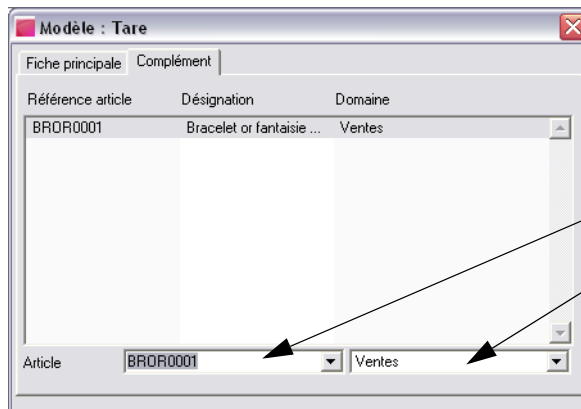 Modèle : Tare
Fiche principale Complément
Référence article Désignation Domaine
BROR0001 Bracelet or fantaisie ... Ventes
Article BROR0001 Ventes